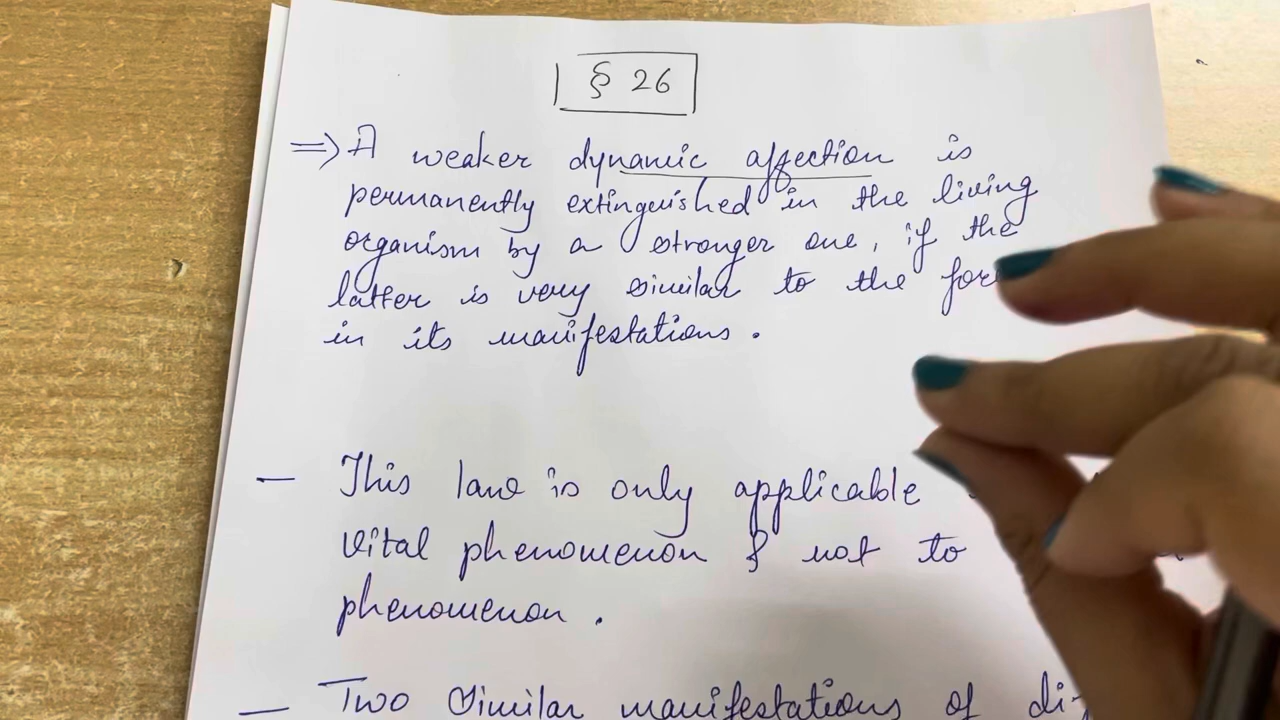 § 26
⇒ A weaker dynamic affection is
permanently extinguished in the living
organism by a stronger one, if the
latter is very similar to the
in its manifestations.
– This law is only applicable
vital phenomenon & not to
phenomenon.
– Two Similar manifestations of